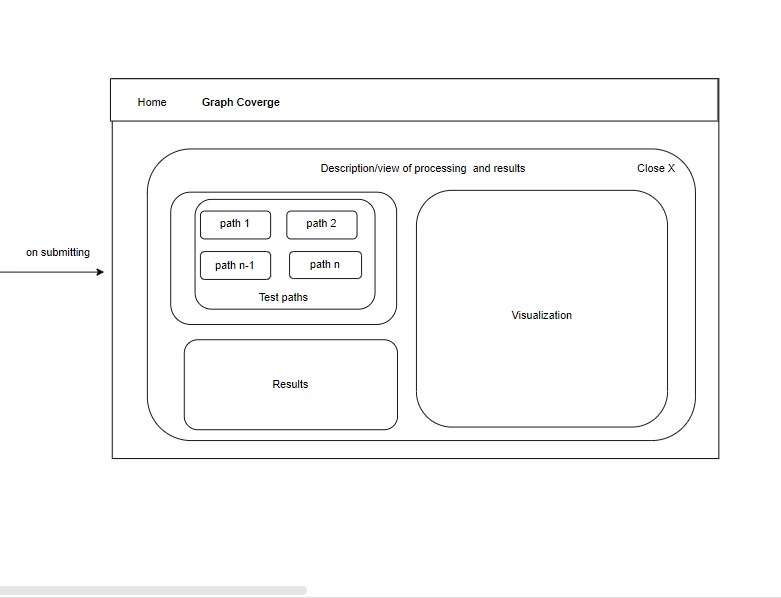 Home
Graph Coverge
Description/view of processing and results
Close X
on submitting
path 1
path 2
path n-1
path n
Test paths
Visualization
Results